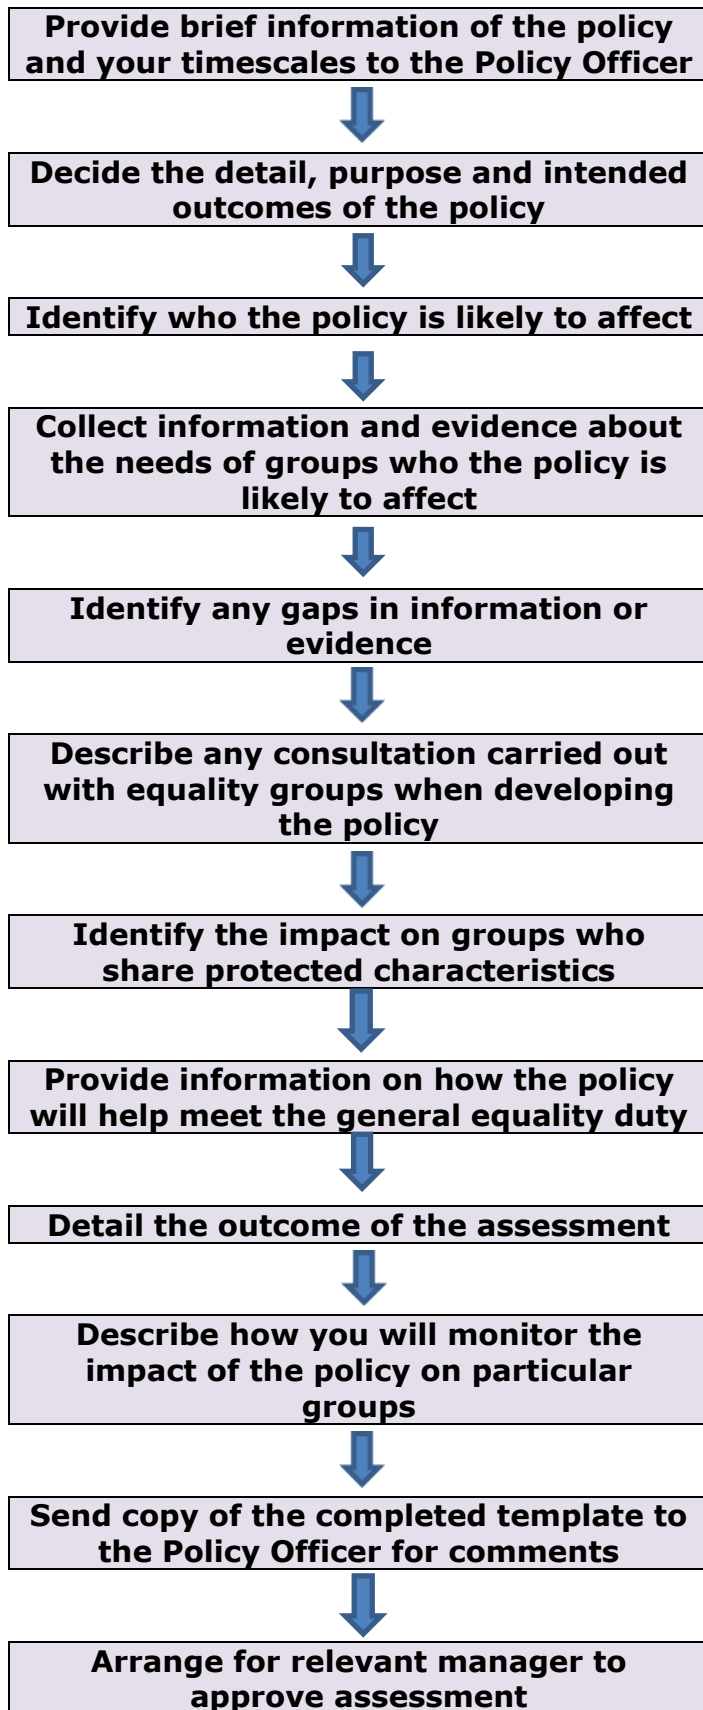 Provide brief information of the policy
and your timescales to the Policy Officer
Decide the detail, purpose and intended
outcomes of the policy
Identify who the policy is likely to affect
Collect information and evidence about
the needs of groups who the policy is
likely to affect
Identify any gaps in information or
evidence
Describe any consultation carried out
with equality groups when developing
the policy
Identify the impact on groups who
share protected characteristics
Provide information on how the policy
will help meet the general equality duty
Detail the outcome of the assessment
Describe how you will monitor the
impact of the policy on particular
groups
Send copy of the completed template to
the Policy Officer for comments
Arrange for relevant manager to
approve assessment